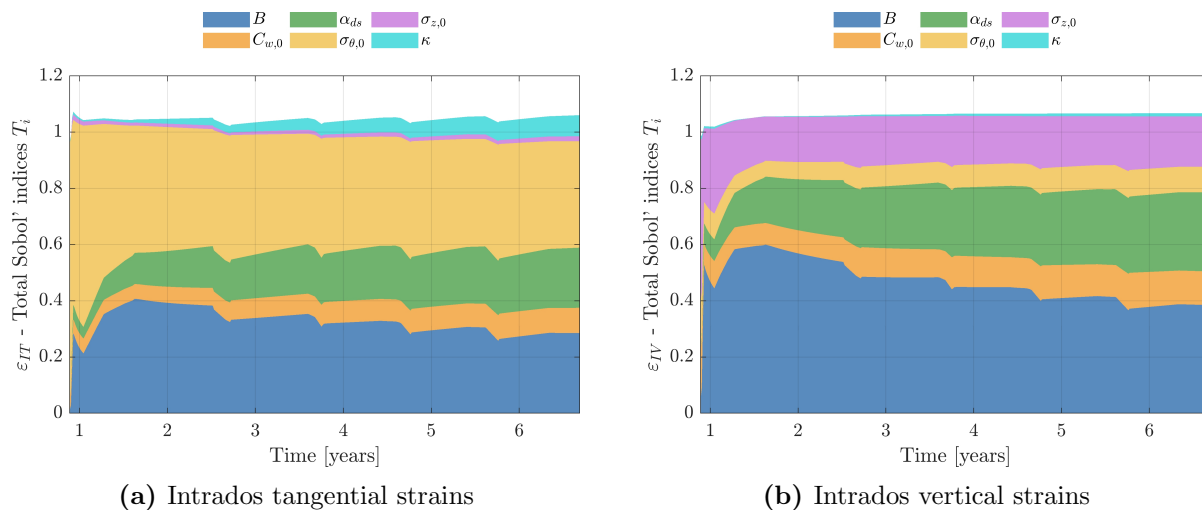 B α_ds σ_z,0
C_w,0 σ_θ,0 κ
1.2
1
0.8
0.6
0.4
0.2
0
ε_IT - Total Sobol' indices T_i
1 2 3 4 5 6
Time [years]
(a) Intrados tangential strains
B α_ds σ_z,0
C_w,0 σ_θ,0 κ
1.2
1
0.8
0.6
0.4
0.2
0
ε_IV - Total Sobol' indices T_i
1 2 3 4 5 6
Time [years]
(b) Intrados vertical strains